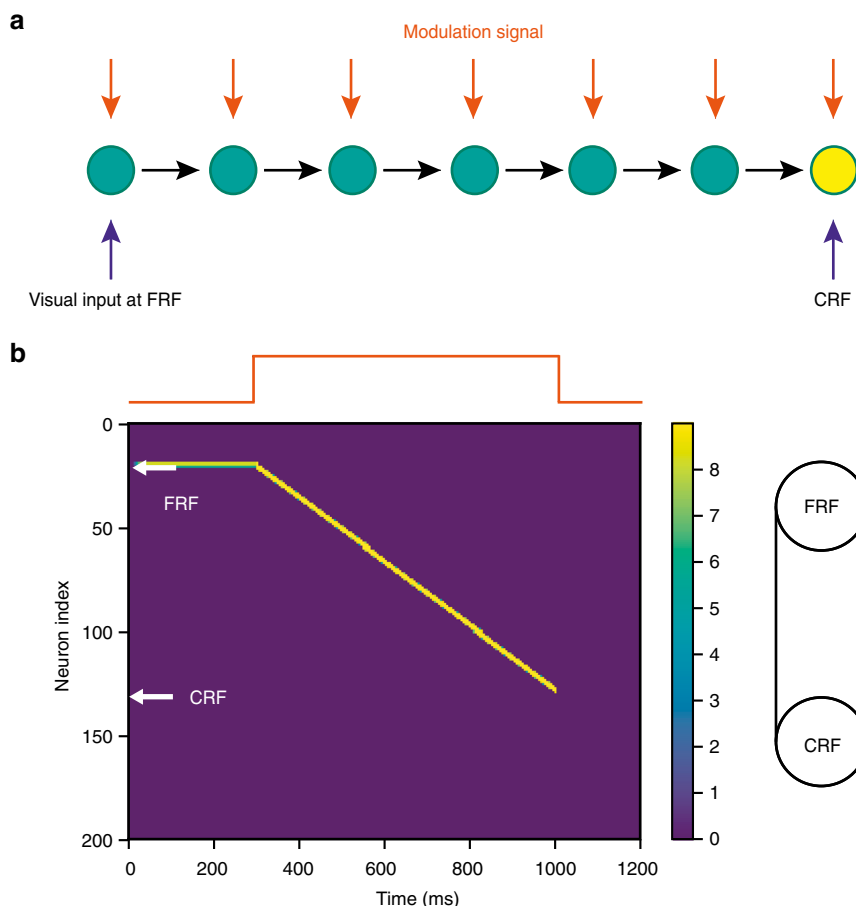 a
Modulation signal
Visual input at FRF
CRF
b
0
50
100
150
200
Neuron index
FRF
CRF
0
200
400
600
800
1000
1200
Time (ms)
8
7
6
5
4
3
2
1
0
FRF
CRF